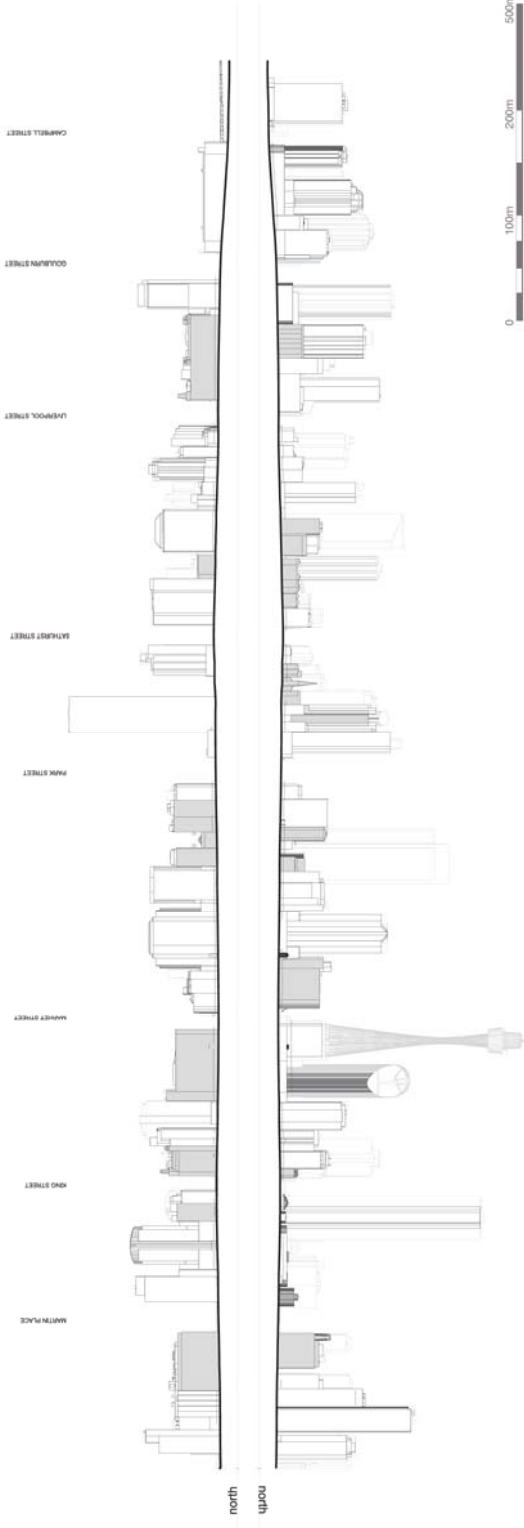 CAMPBELL STREET
GOULBURN STREET
LIVERPOOL STREET
BATHURST STREET
PARK STREET
MARKET STREET
KING STREET
MARTIN PLACE
north
north
0
100m
200m
500m